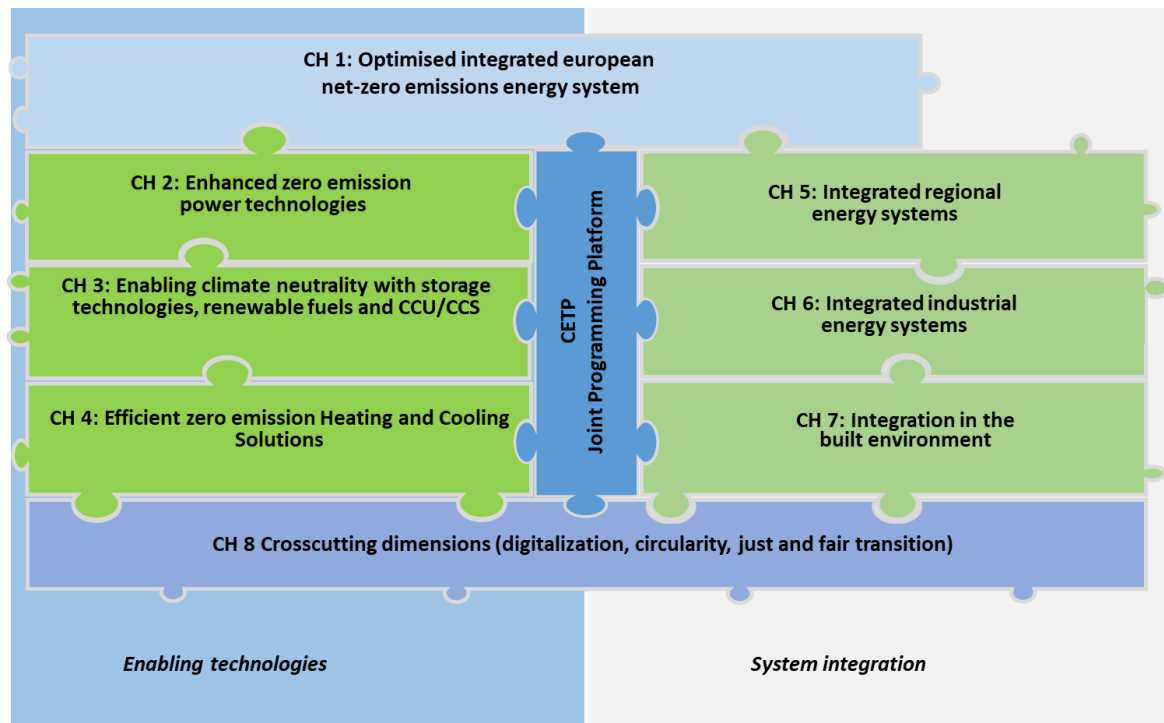 CH 1: Optimised integrated european
net-zero emissions energy system
CH 2: Enhanced zero emission
power technologies
CH 3: Enabling climate neutrality with storage
technologies, renewable fuels and CCU/CCS
CH 4: Efficient zero emission Heating and Cooling
Solutions
CETP
Joint Programming Platform
CH 5: Integrated regional
energy systems
CH 6: Integrated industrial
energy systems
CH 7: Integration in the
built environment
CH 8 Crosscutting dimensions (digitalization, circularity, just and fair transition)
Enabling technologies
System integration